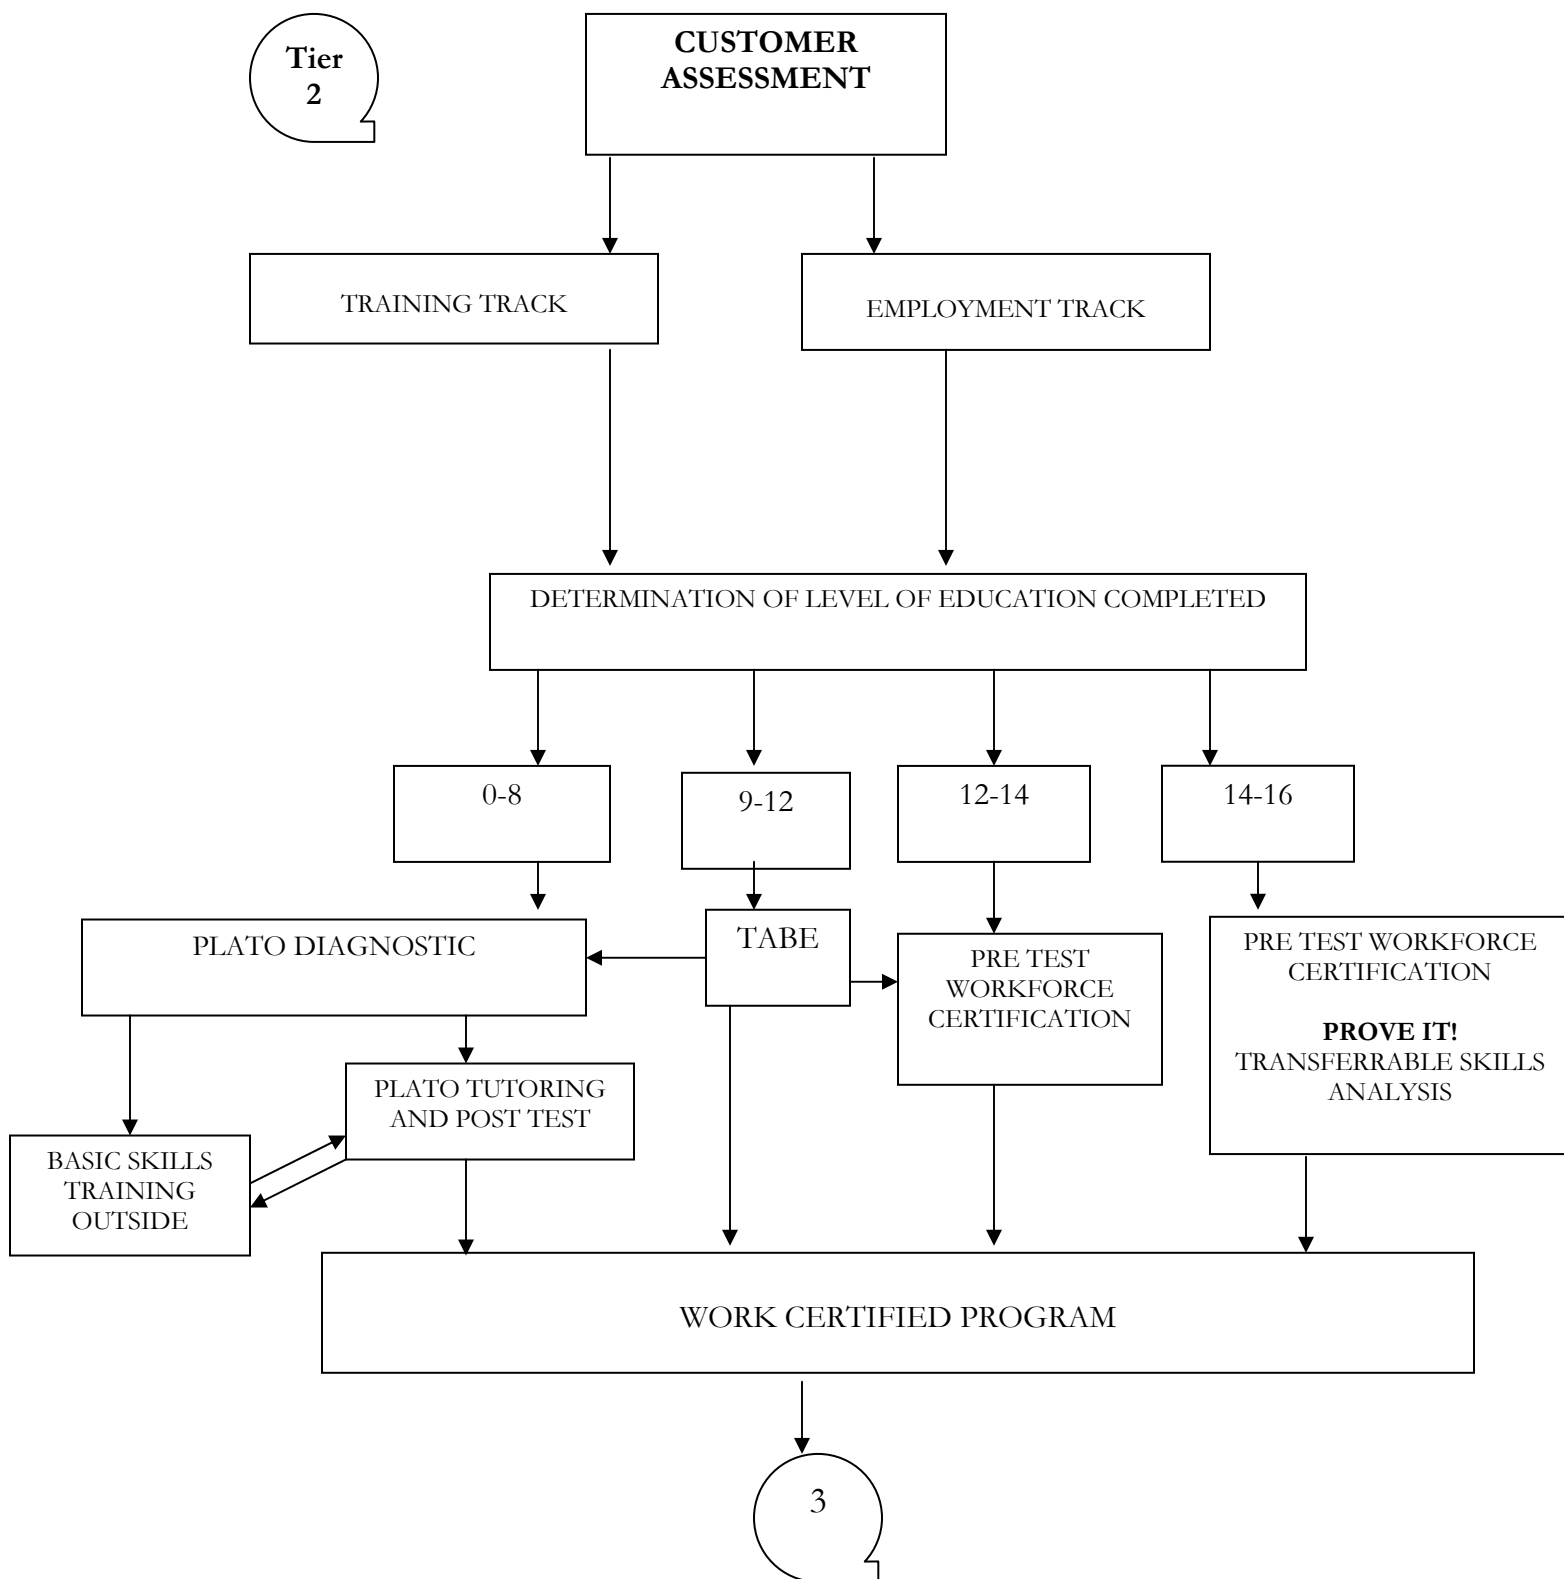 Tier
2
CUSTOMER
ASSESSMENT
TRAINING TRACK
EMPLOYMENT TRACK
DETERMINATION OF LEVEL OF EDUCATION COMPLETED
0-8
9-12
12-14
14-16
PLATO DIAGNOSTIC
TABE
PRE TEST
WORKFORCE
CERTIFICATION
PRE TEST WORKFORCE
CERTIFICATION
PROVE IT!
TRANSFERRABLE SKILLS
ANALYSIS
PLATO TUTORING
AND POST TEST
BASIC SKILLS
TRAINING
OUTSIDE
WORK CERTIFIED PROGRAM
3